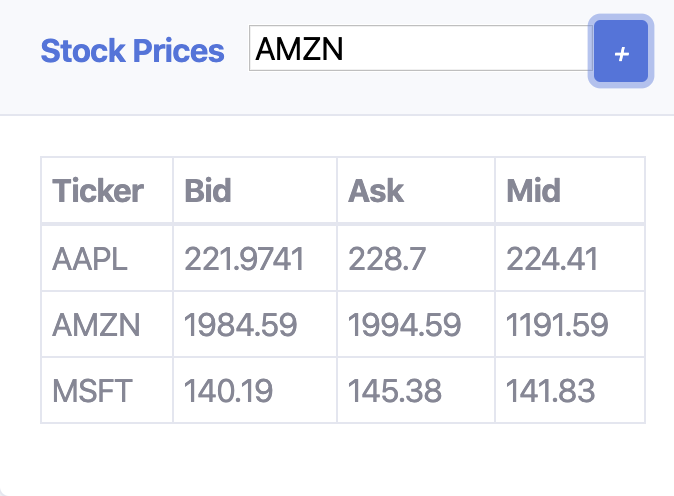 Stock Prices AMZN +
Ticker Bid Ask Mid
AAPL 221.9741 228.7 224.41
AMZN 1984.59 1994.59 1191.59
MSFT 140.19 145.38 141.83